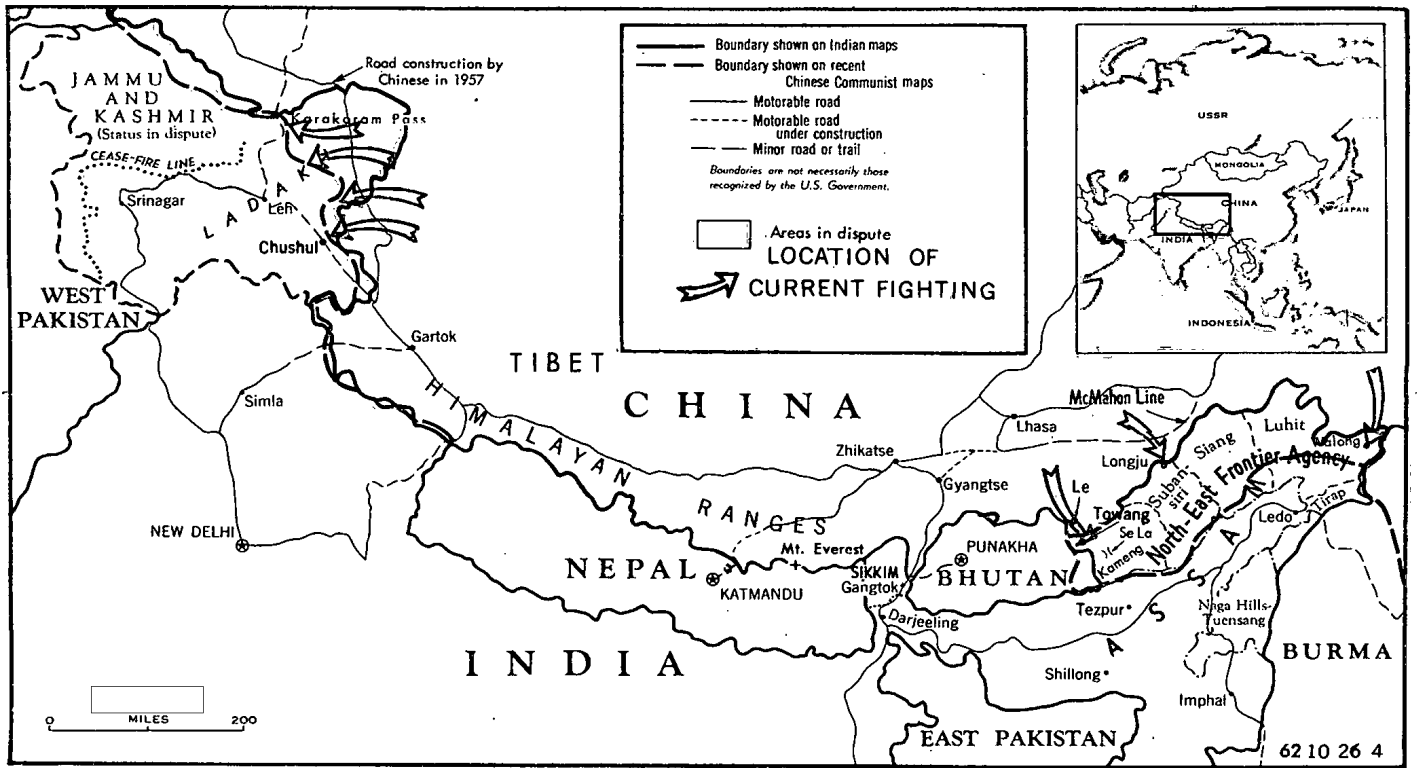 Road construction by
Chinese in 1957
JAMMU
AND
KASHMIR
(Status in dispute)
Karakoram Pass
CEASE-FIRE LINE
Srinagar
LADAKH
Leh
Chushul
WEST
PAKISTAN
Gartok
Simla
NEW DELHI
Boundary shown on Indian maps
Boundary shown on recent
Chinese Communist maps
Motorable road
Motorable road
under construction
Minor road or trail
Boundaries are not necessarily those
recognized by the U.S. Government.
Areas in dispute
LOCATION OF
CURRENT FIGHTING
USSR
MONGOLIA
CHINA
JAPAN
INDIA
INDONESIA
TIBET
CHINA
HIMALAYAN RANGES
McMahon Line
Lhasa
Zhikatse
Gyangtse
Longju
Luhit
Walong
Siang
Suban-
siri
North-East Frontier Agency
Le
Towang
Se La
Kameng
Tirap
Ledo
ASSAM
Mt. Everest
NEPAL
KATMANDU
SIKKIM
Gangtok
PUNAKHA
BHUTAN
Darjeeling
Tezpur
Naga Hills-
Tuensang
Shillong
Imphal
BURMA
INDIA
EAST PAKISTAN
0 MILES 200
62 10 26 4